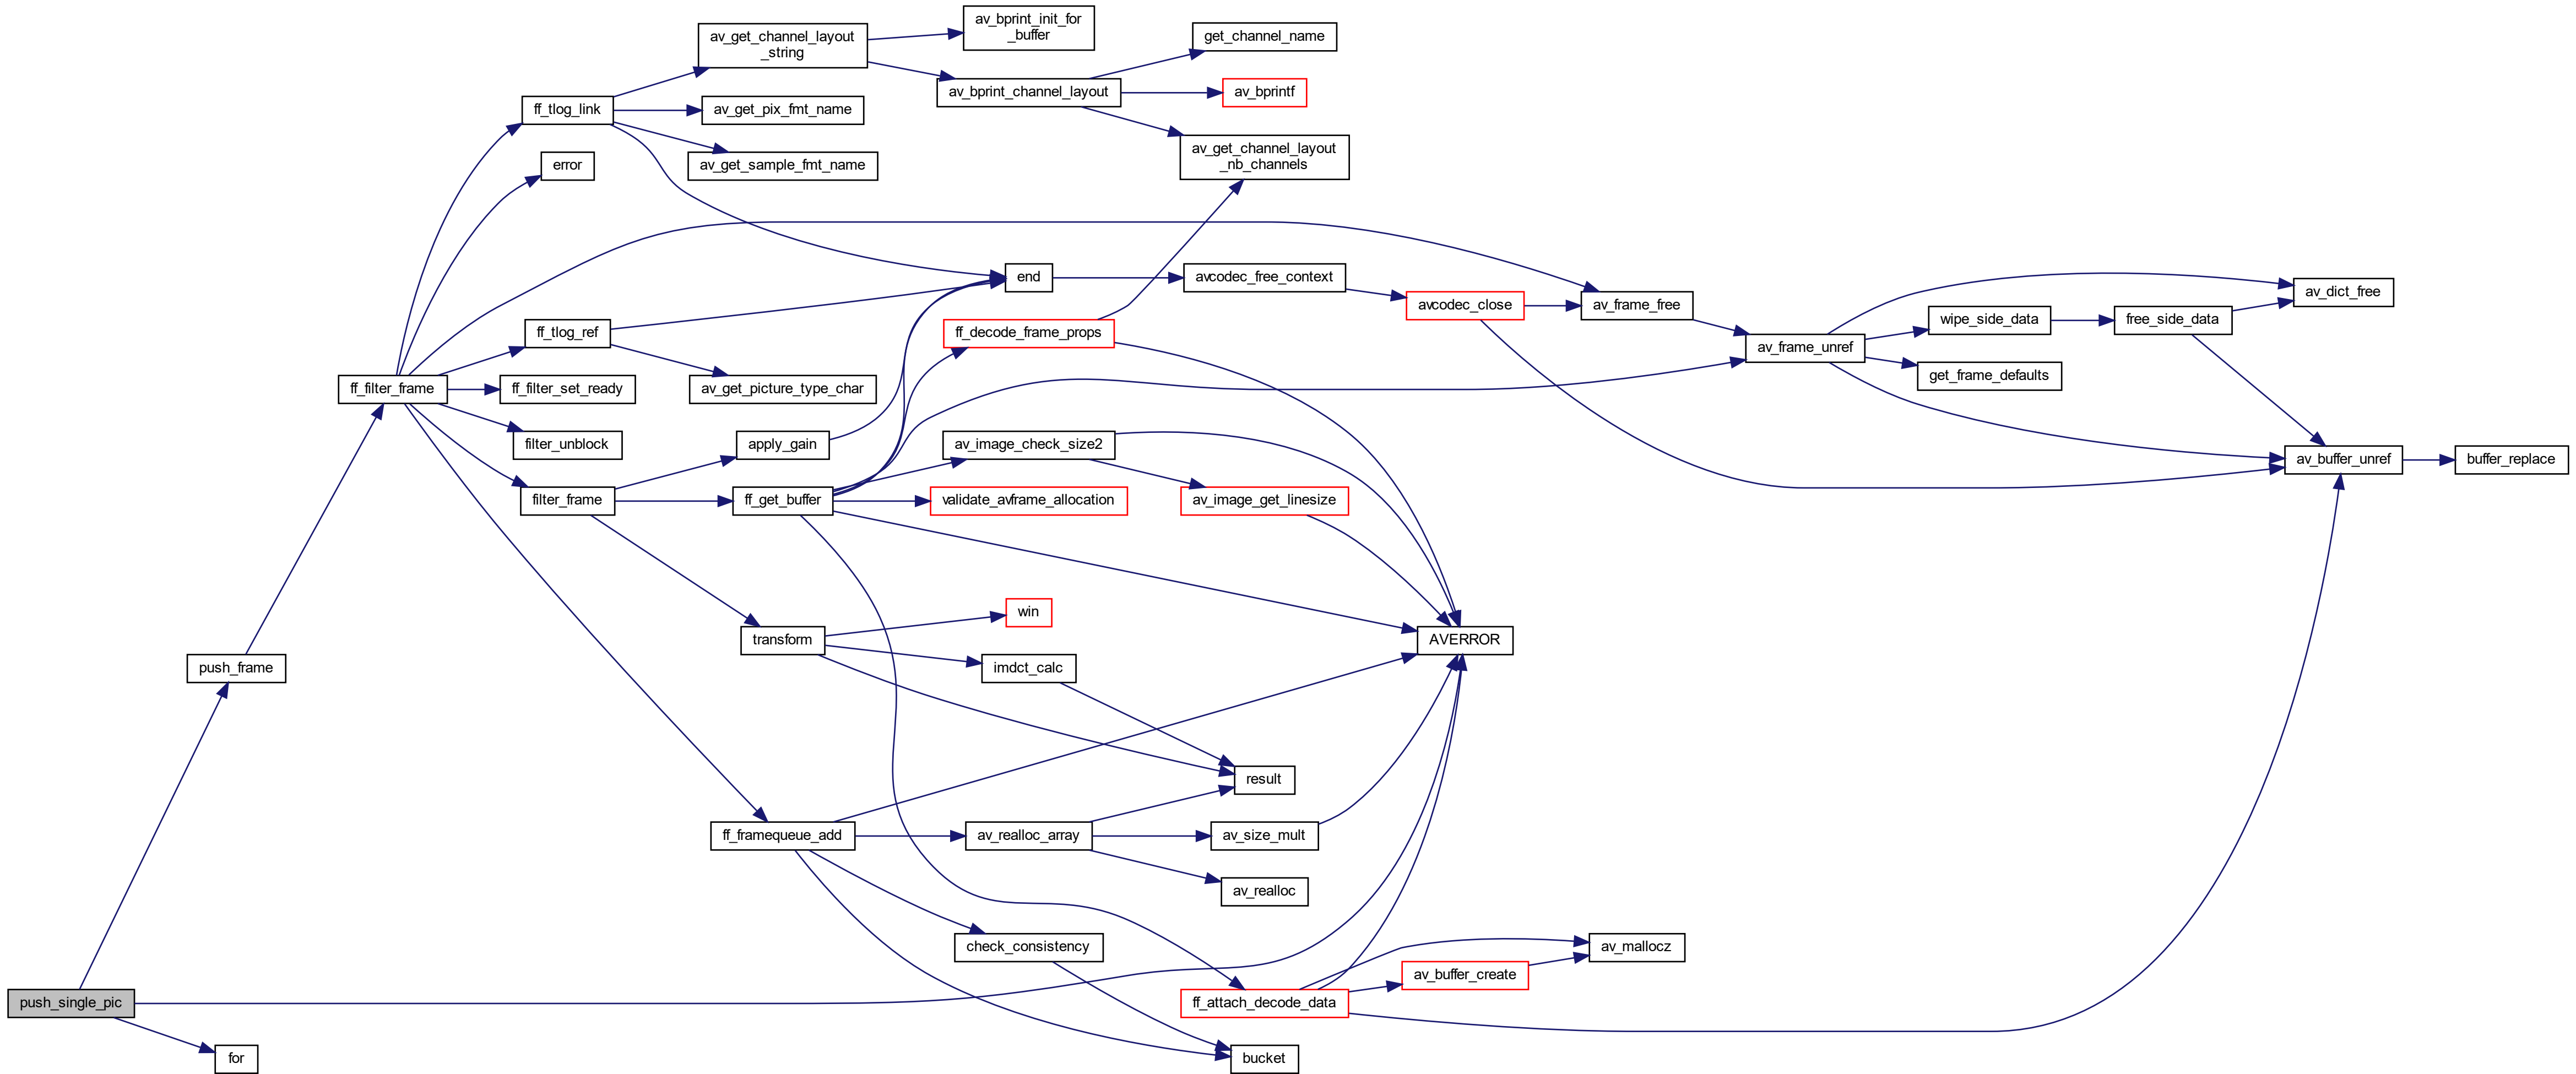 push_single_pic
push_frame
for
ff_filter_frame
ff_tlog_link
error
ff_tlog_ref
ff_filter_set_ready
filter_unblock
filter_frame
av_get_channel_layout
_string
av_get_pix_fmt_name
av_get_sample_fmt_name
av_get_picture_type_char
apply_gain
ff_get_buffer
transform
ff_framequeue_add
av_bprint_init_for
_buffer
av_bprint_channel_layout
end
ff_decode_frame_props
av_image_check_size2
validate_avframe_allocation
win
imdct_calc
av_realloc_array
check_consistency
get_channel_name
av_bprintf
av_get_channel_layout
_nb_channels
avcodec_free_context
av_image_get_linesize
result
av_size_mult
av_realloc
ff_attach_decode_data
bucket
avcodec_close
AVERROR
av_buffer_create
av_frame_free
av_mallocz
av_frame_unref
wipe_side_data
get_frame_defaults
free_side_data
av_dict_free
av_buffer_unref
buffer_replace